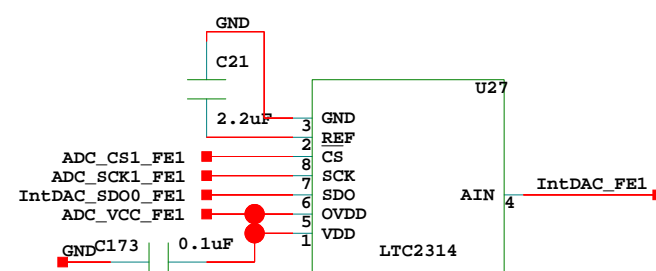 GND
C21
U27
2.2uF
GND
3
REF
2
ADC_CS1_FE1
CS
8
ADC_SCK1_FE1
SCK
7
IntDAC_SDO0_FE1
SDO
AIN
IntDAC_FE1
6
4
ADC_VCC_FE1
OVDD
5
VDD
1
GND
C173
0.1uF
LTC2314